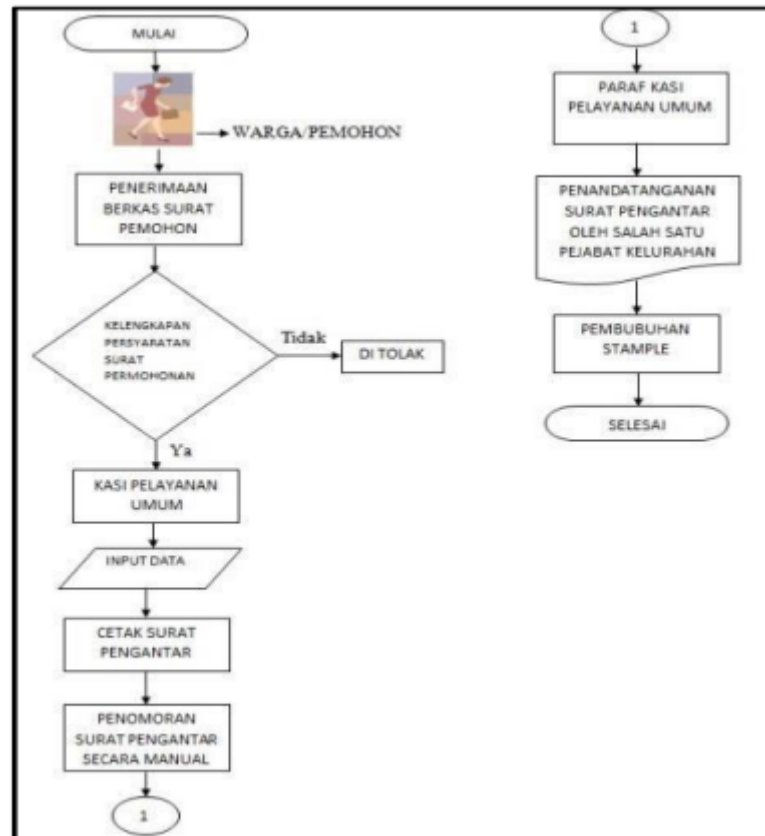 MULAI
WARGA/PEMOHON
PENERIMAAN
BERKAS SURAT
PEMOHON
KELENGKAPAN
PERSYARATAN
SURAT
PERMOHONAN
Tidak
DI TOLAK
Ya
KASI PELAYANAN
UMUM
INPUT DATA
CETAK SURAT
PENGANTAR
PENOMORAN
SURAT PENGANTAR
SECARA MANUAL
1
1
PARAF KASI
PELAYANAN UMUM
PENANDATANGANAN
SURAT PENGANTAR
OLEH SALAH SATU
PEJABAT KELURAHAN
PEMBUBUHAN
STAMPLE
SELESAI